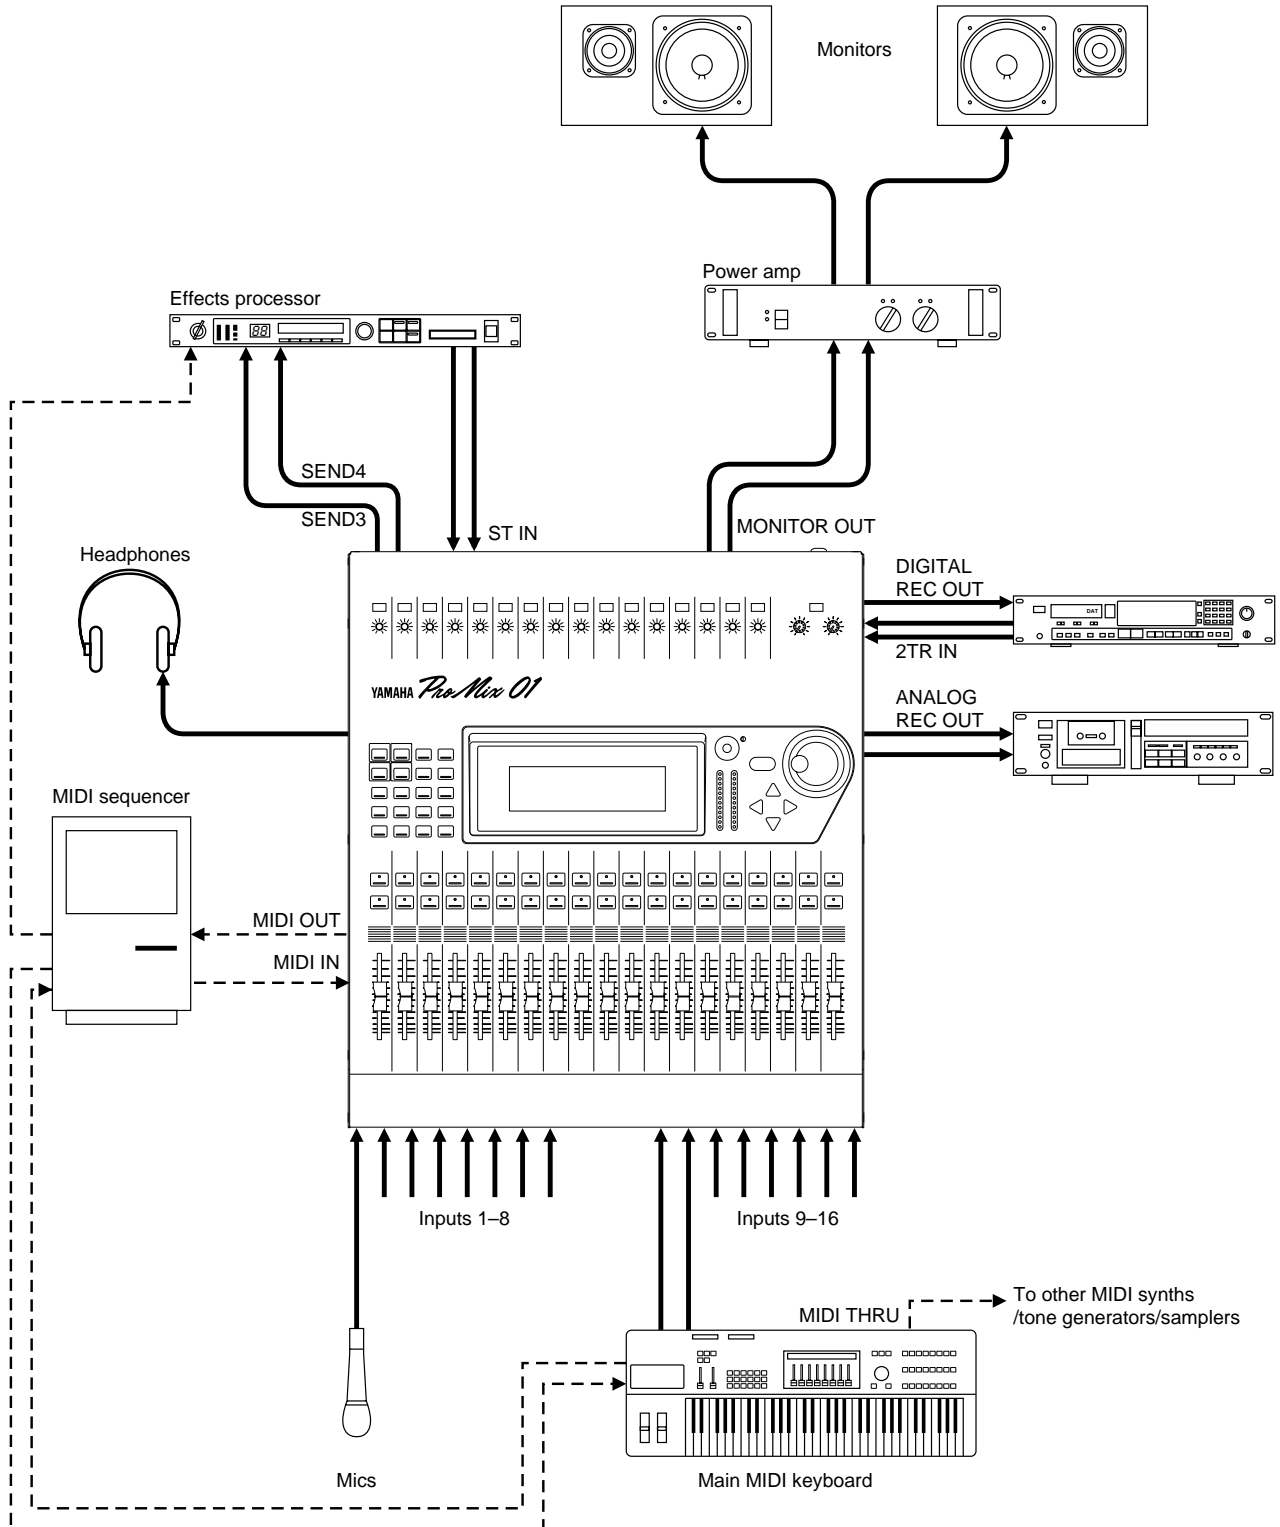 Monitors
Power amp
Effects processor
88
SEND4
SEND3
ST IN
MONITOR OUT
Headphones
DIGITAL
REC OUT
DAT
2TR IN
YAMAHA ProMix 01
ANALOG
REC OUT
MIDI sequencer
MIDI OUT
MIDI IN
Inputs 1–8
Inputs 9–16
To other MIDI synths
/tone generators/samplers
MIDI THRU
Mics
Main MIDI keyboard